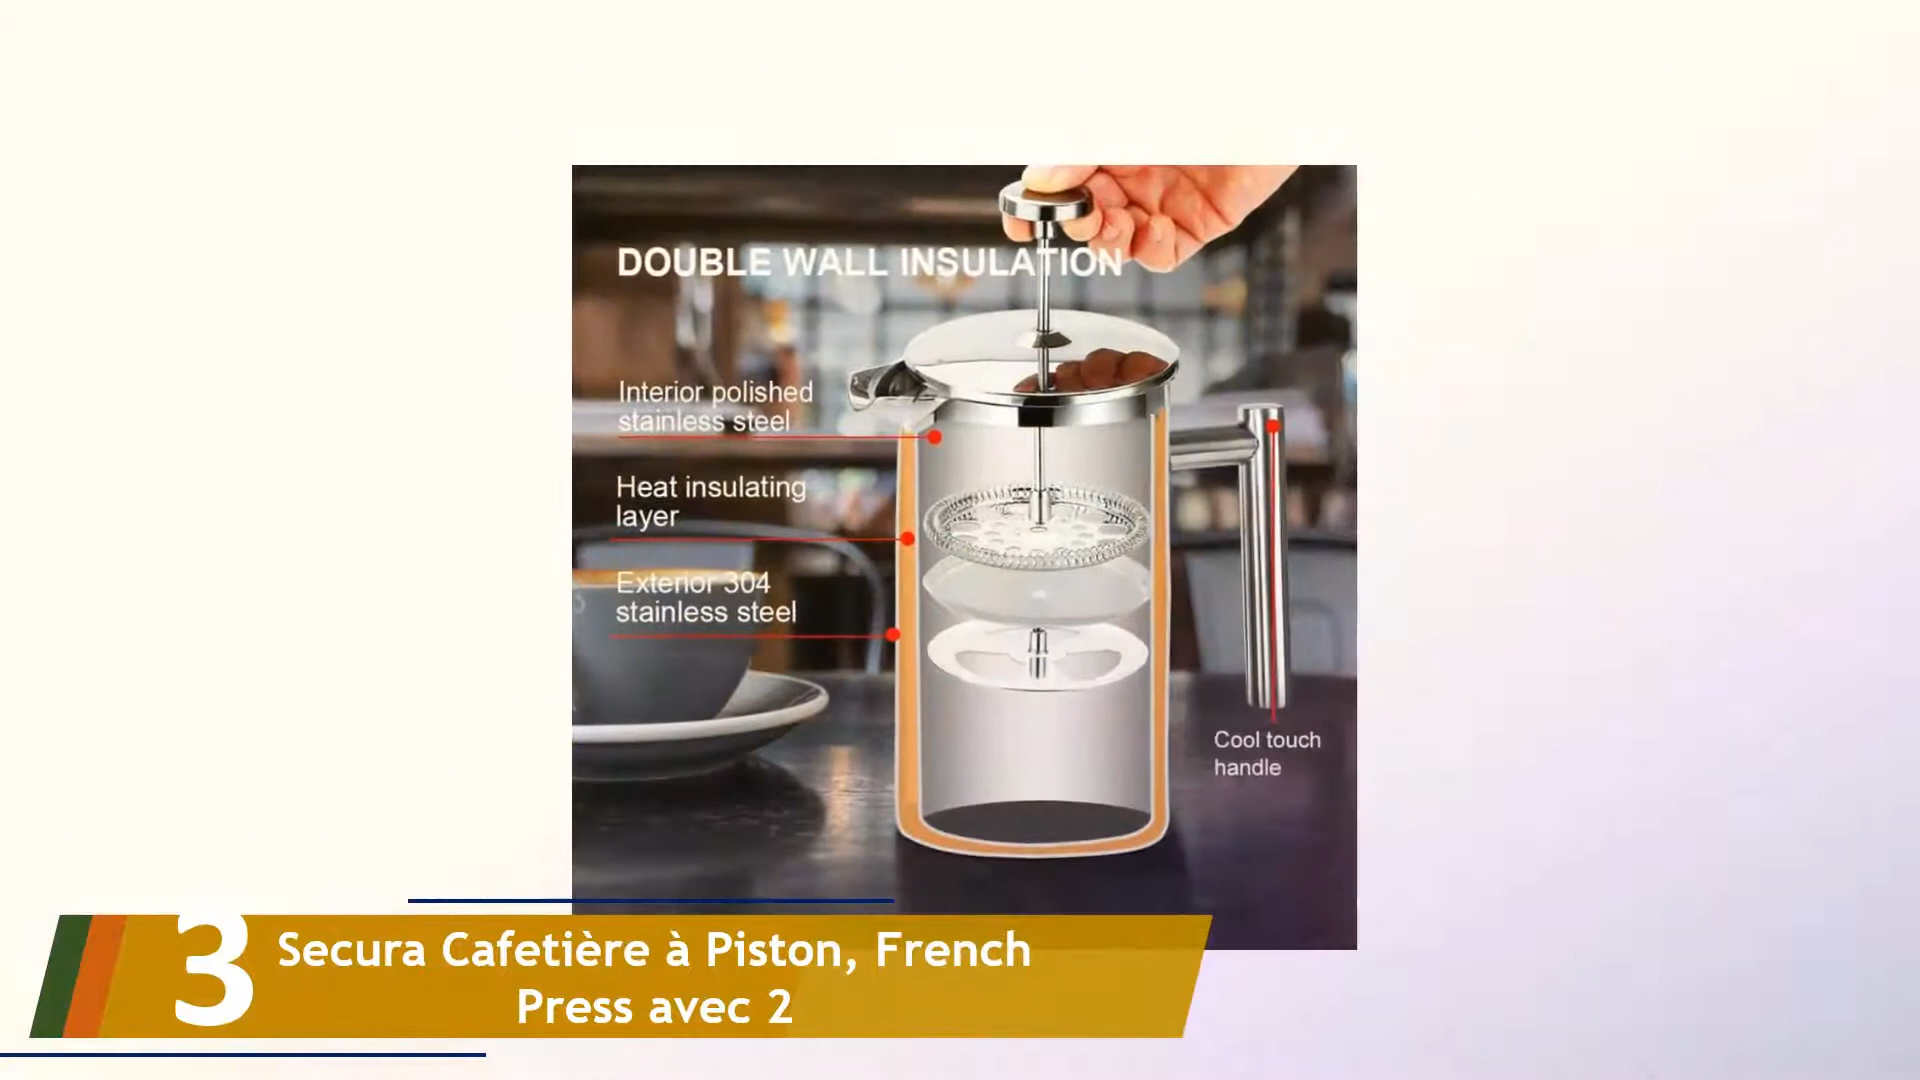 DOUBLE WALL INSULATION
Interior polished
stainless steel
Heat insulating
layer
Exterior 304
stainless steel
Cool touch
handle
3
Secura Cafetière à Piston, French
Press avec 2